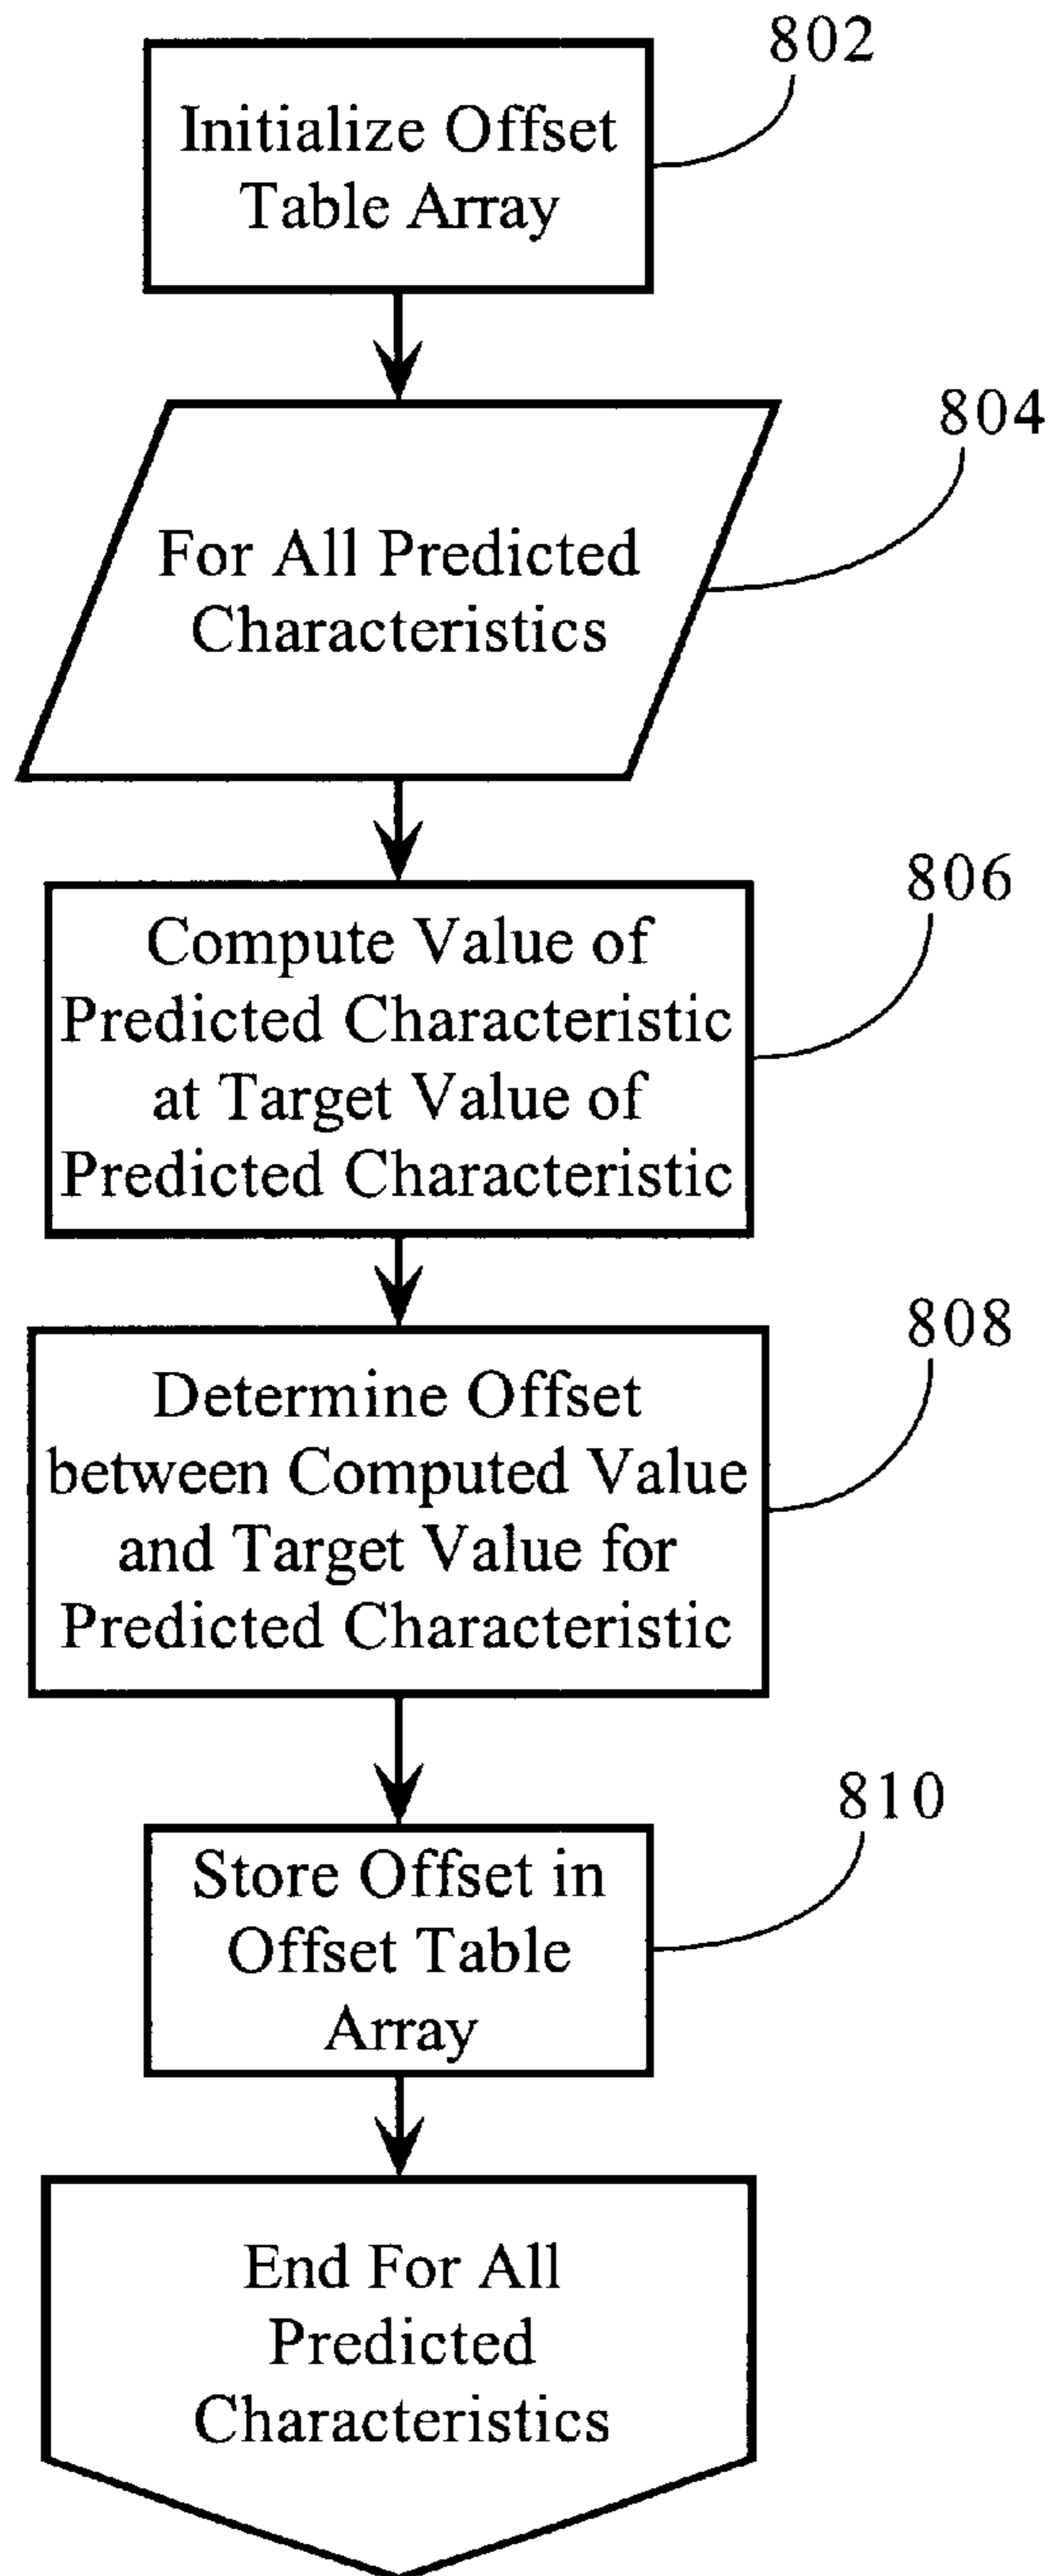 802
Initialize Offset
Table Array
804
For All Predicted
Characteristics
806
Compute Value of
Predicted Characteristic
at Target Value of
Predicted Characteristic
808
Determine Offset
between Computed Value
and Target Value for
Predicted Characteristic
810
Store Offset in
Offset Table
Array
End For All
Predicted
Characteristics